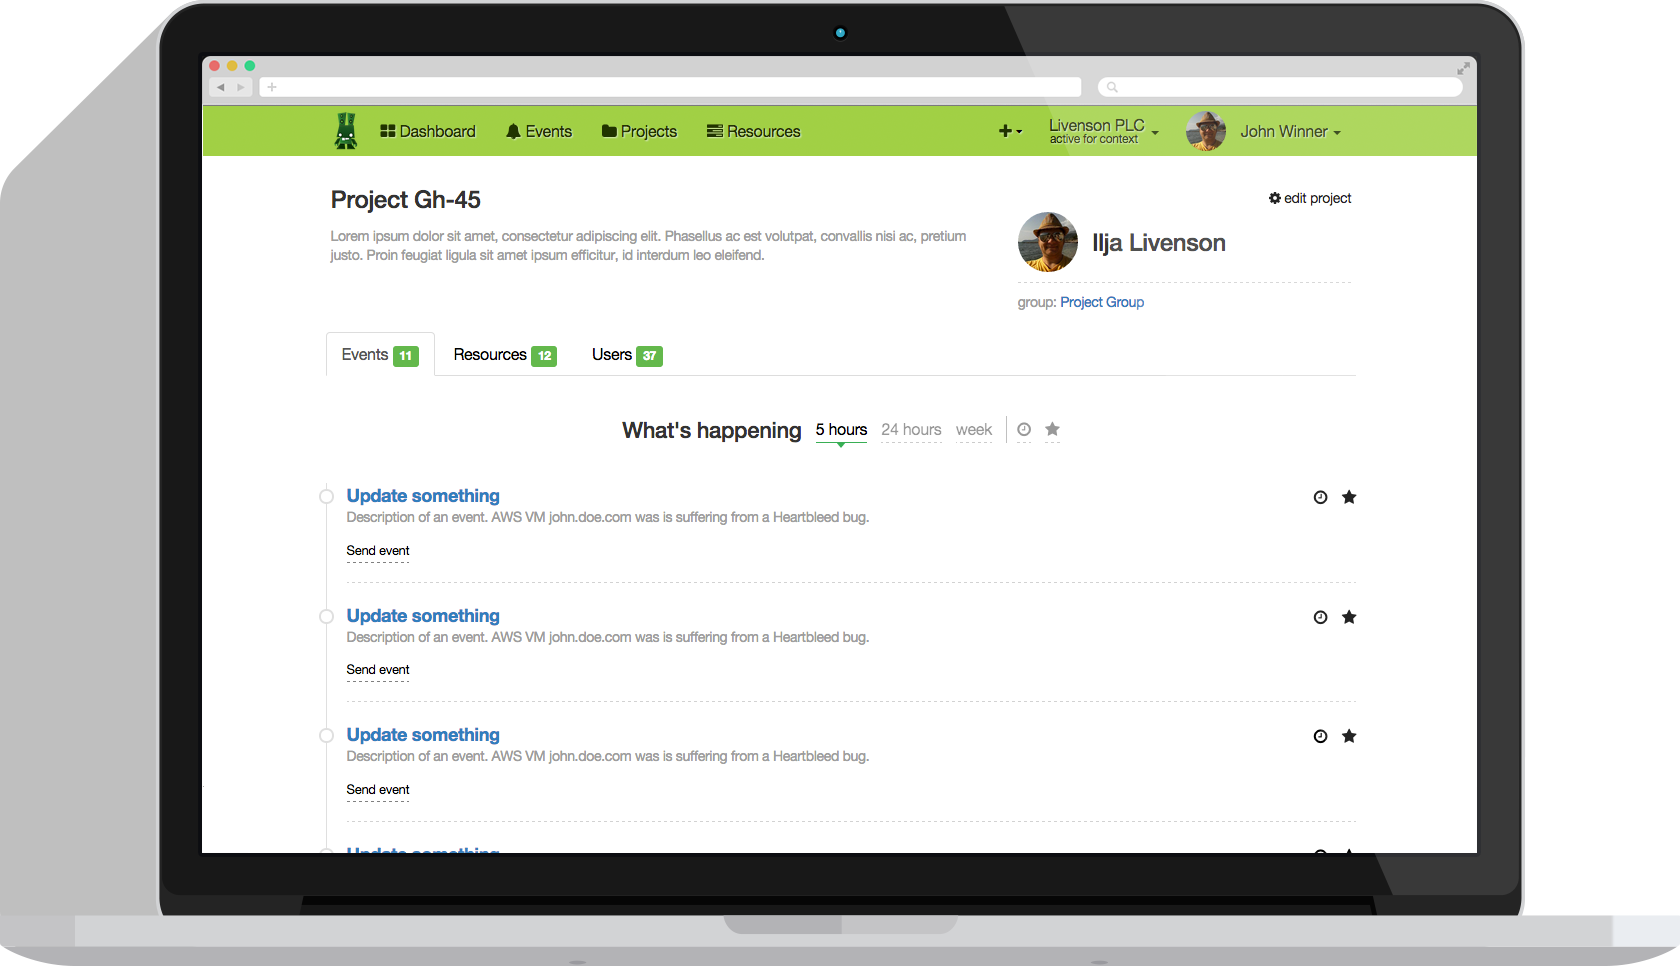 Dashboard Events Projects Resources Livenson PLC active for context John Winner
Project Gh-45
edit project
Lorem ipsum dolor sit amet, consectetur adipiscing elit. Phasellus ac est volutpat, convallis nisi ac, pretium
justo. Proin feugiat ligula sit amet ipsum efficitur, id interdum leo eleifend.
Ilja Livenson
group: Project Group
Events 11 Resources 12 Users 37
What's happening 5 hours 24 hours week
Update something
Description of an event. AWS VM john.doe.com was is suffering from a Heartbleed bug.
Send event
Update something
Description of an event. AWS VM john.doe.com was is suffering from a Heartbleed bug.
Send event
Update something
Description of an event. AWS VM john.doe.com was is suffering from a Heartbleed bug.
Send event
Update something